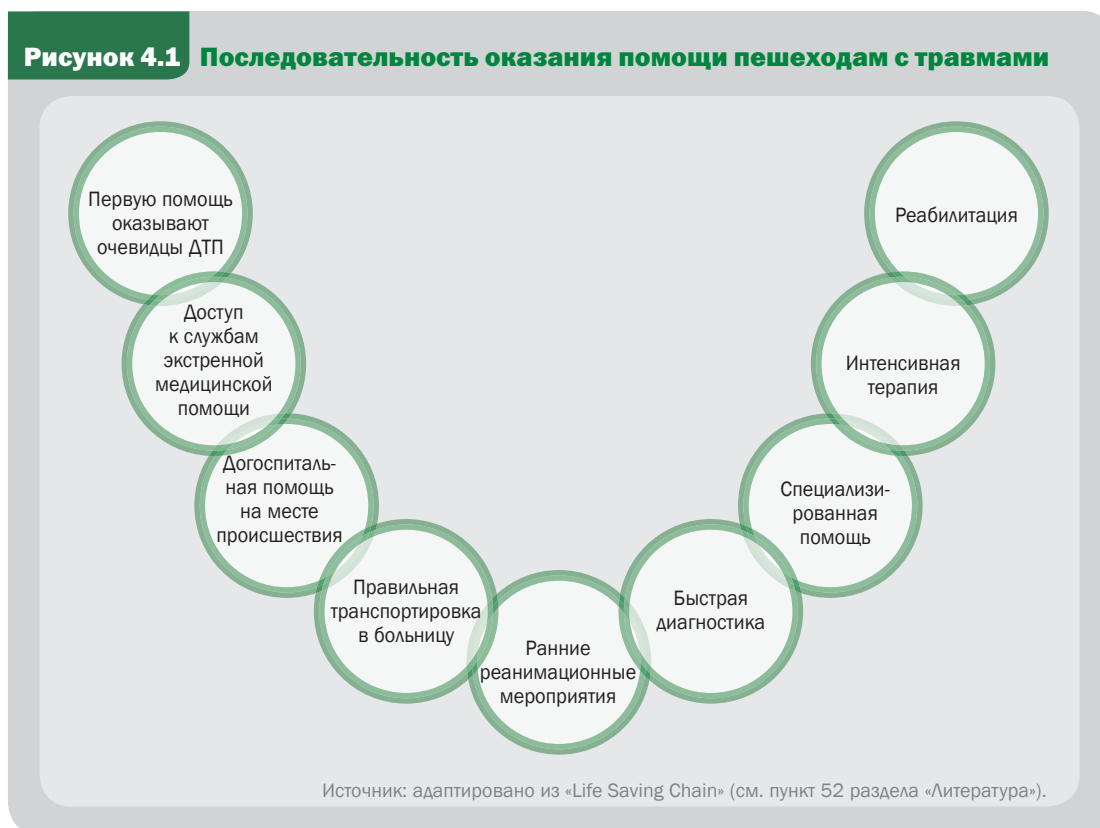 Рисунок 4.1 Последовательность оказания помощи пешеходам с травмами
Первую помощь
оказывают
очевидцы ДТП
Доступ
к службам
экстренной
медицинской
помощи
Догоспиталь-
ная помощь
на месте
происшествия
Правильная
транспортировка
в больницу
Ранние
реанимационные
мероприятия
Быстрая
диагностика
Специализи-
рованная
помощь
Интенсивная
терапия
Реабилитация
Источник: адаптировано из «Life Saving Chain» (см. пункт 52 раздела «Литература»).